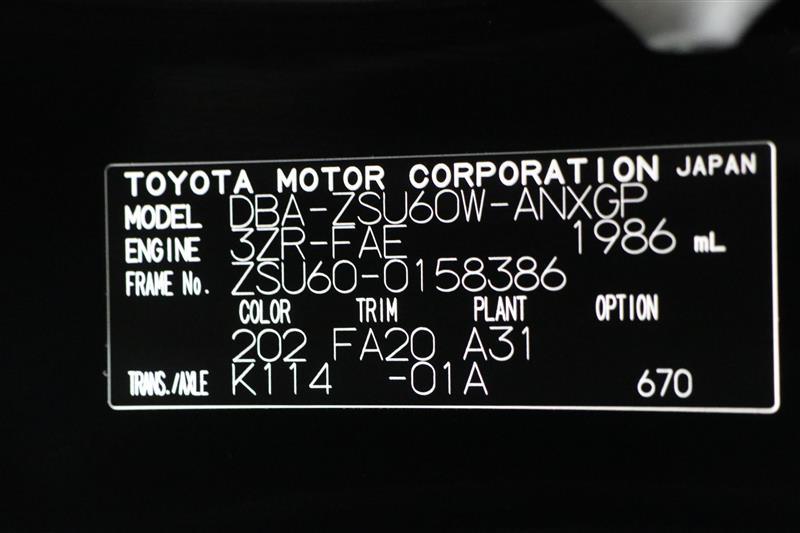 TOYOTA MOTOR CORPORATION JAPAN
MODEL DBA-ZSU60W-ANXGP
ENGINE 3ZR-FAE 1986 mL
FRAME No. ZSU60-0158386
COLOR TRIM PLANT OPTION
202 FA20 A31
TRANS./AXLE K114 -01A 670